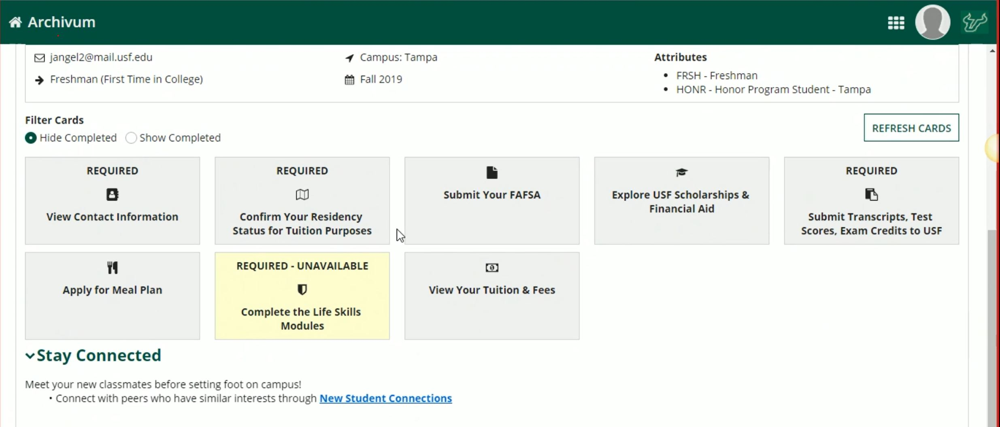 Archivum
jangel2@mail.usf.edu
Campus: Tampa
Attributes
Freshman (First Time in College)
Fall 2019
• FRSH - Freshman
• HONR - Honor Program Student - Tampa
Filter Cards
Hide Completed
Show Completed
REFRESH CARDS
REQUIRED
View Contact Information
REQUIRED
Confirm Your Residency
Status for Tuition Purposes
Submit Your FAFSA
Explore USF Scholarships &
Financial Aid
REQUIRED
Submit Transcripts, Test
Scores, Exam Credits to USF
Apply for Meal Plan
REQUIRED - UNAVAILABLE
Complete the Life Skills
Modules
View Your Tuition & Fees
Stay Connected
Meet your new classmates before setting foot on campus!
• Connect with peers who have similar interests through New Student Connections